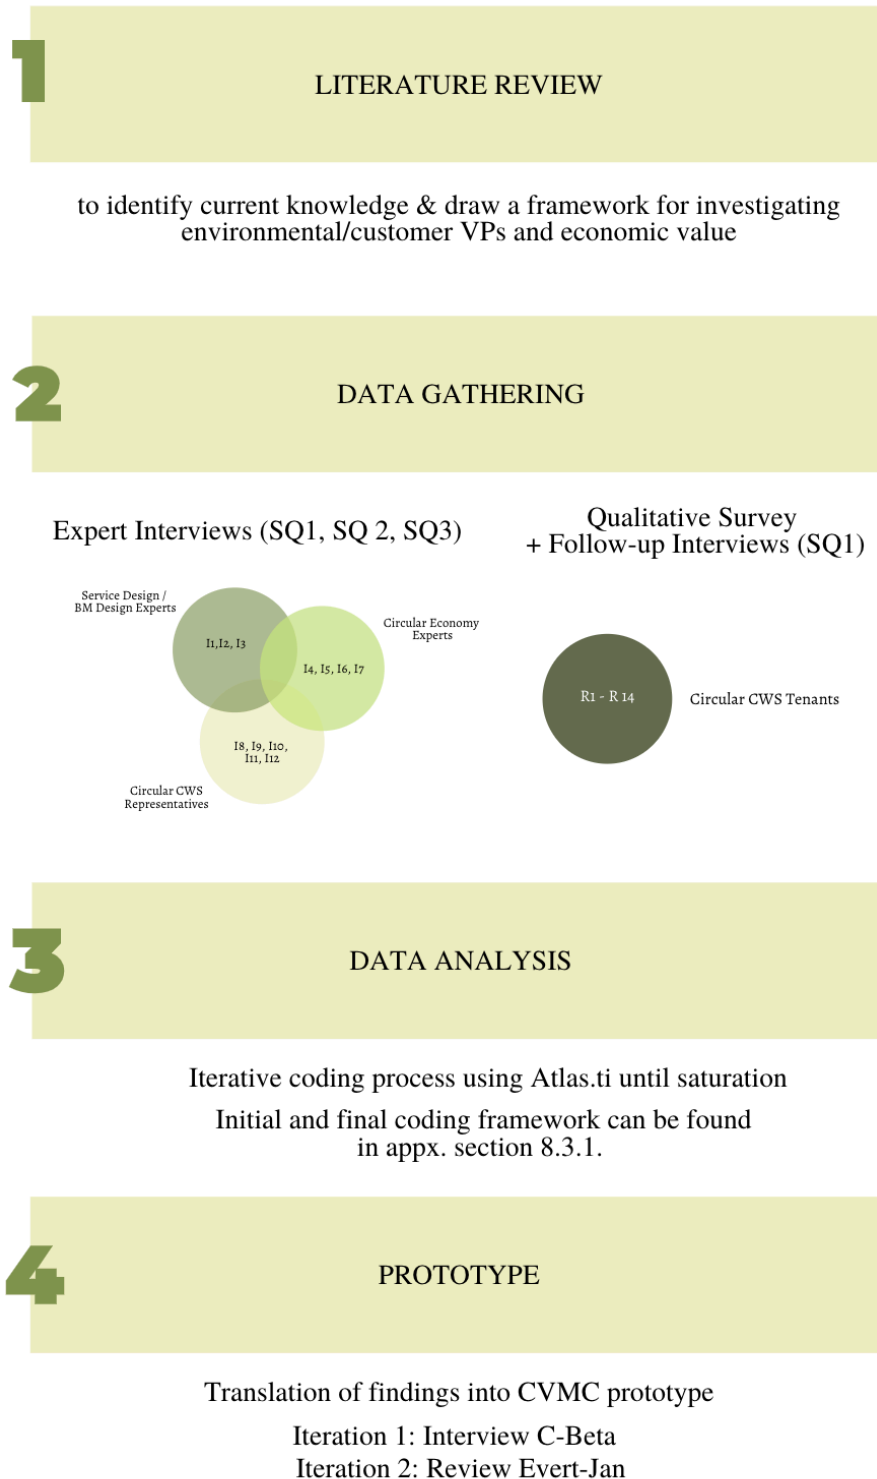 1
LITERATURE REVIEW
to identify current knowledge & draw a framework for investigating
environmental/customer VPs and economic value
2
DATA GATHERING
Expert Interviews (SQ1, SQ 2, SQ3)
Service Design /
BM Design Experts
I1,I2, I3
Circular Economy
Experts
I4, I5, I6, I7
I8, I9, I10,
I11, I12
Circular CWS
Representatives
Qualitative Survey
+ Follow-up Interviews (SQ1)
R1 - R 14
Circular CWS Tenants
3
DATA ANALYSIS
Iterative coding process using Atlas.ti until saturation
Initial and final coding framework can be found
in appx. section 8.3.1.
4
PROTOTYPE
Translation of findings into CVMC prototype
Iteration 1: Interview C-Beta
Iteration 2: Review Evert-Jan